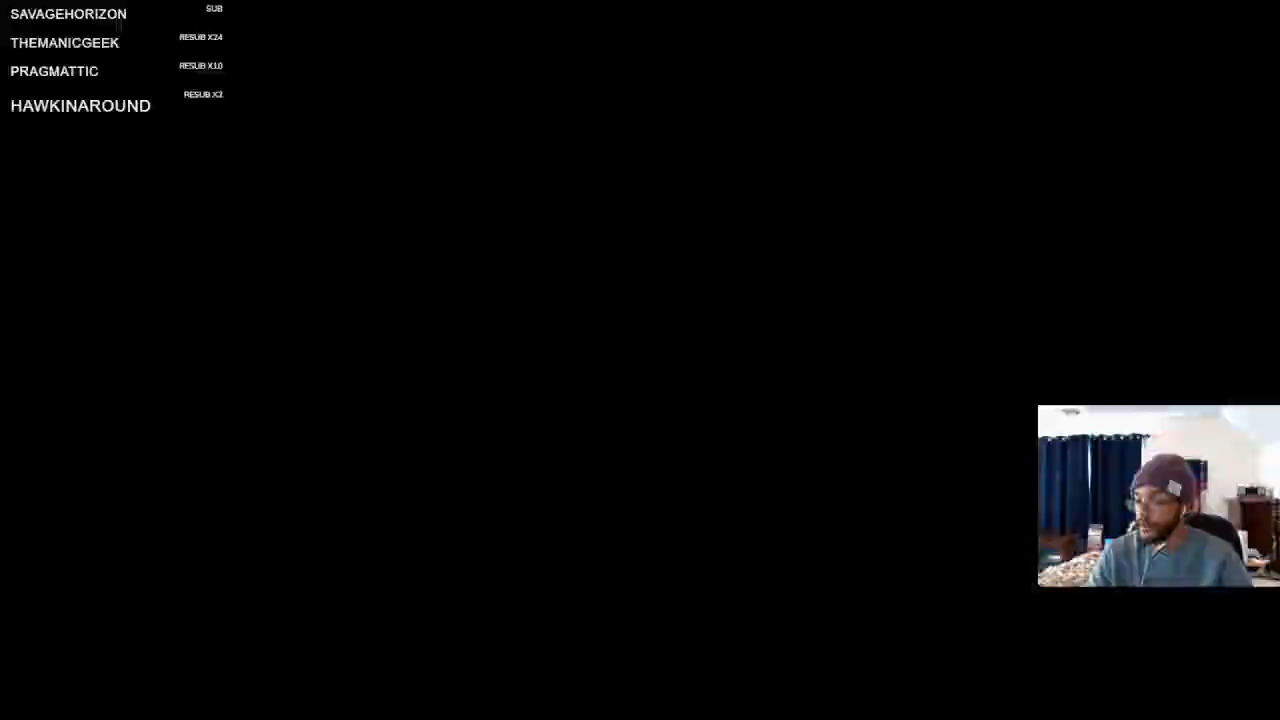 SAVAGEHORIZON SUB
THEMANICGEEK RESUB X24
PRAGMATTIC RESUB X10
HAWKINAROUND RESUB X2